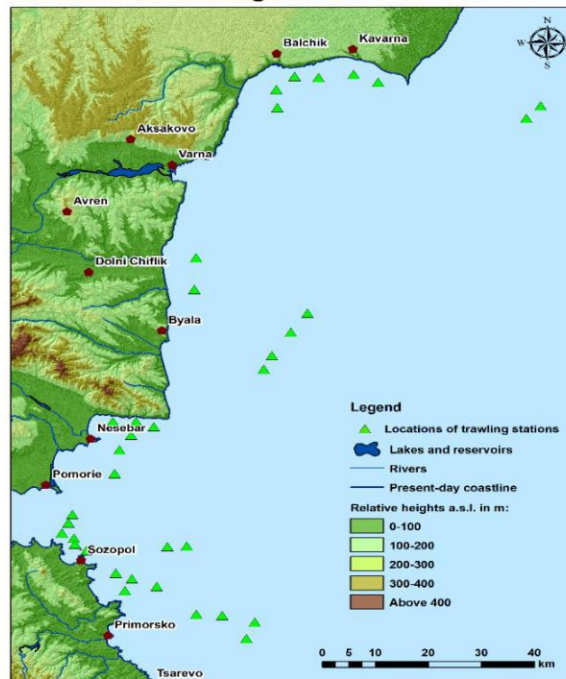 N
W
E
S
Balchik
Kavarna
Aksakovo
Varna
Avren
Dolni Chiflik
Byala
Nesebar
Pomorie
Sozopol
Primorsko
Tsarevo
Legend
Locations of trawling stations
Lakes and reservoirs
Rivers
Present-day coastline
Relative heights a.s.l. in m:
0-100
100-200
200-300
300-400
Above 400
0 5 10 20 30 40
km